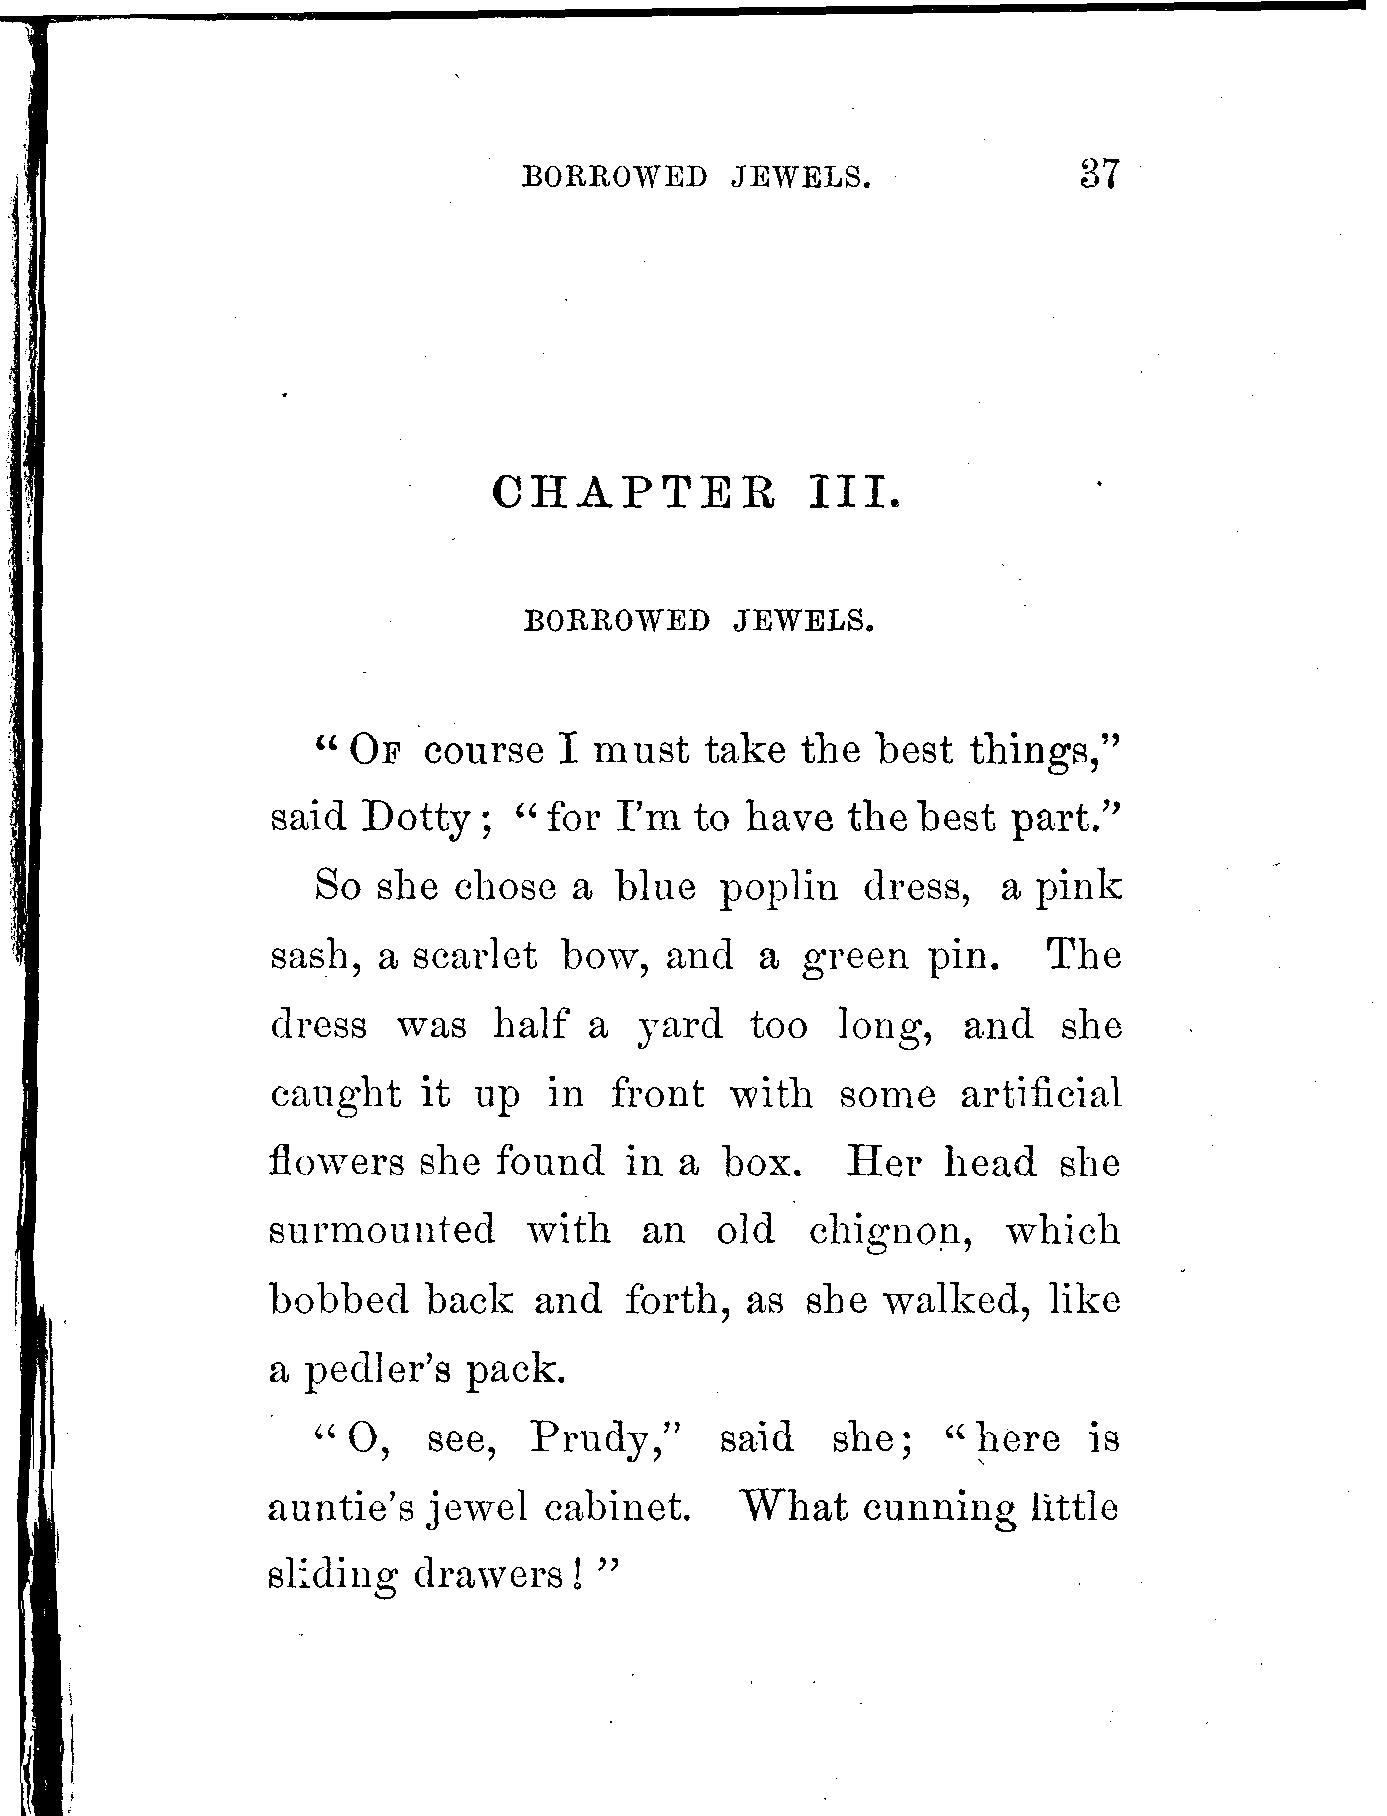 BORROWED JEWELS. 37
CHAPTER III.
BORROWED JEWELS.
“ OF course I must take the best things,”
said Dotty; “for I'm to have the best part.”
So she chose a blue poplin dress, a pink
sash, a scarlet bow, and a green pin. The
dress was half a yard too long, and she
caught it up in front with some artificial
flowers she found in a box. Her head she
surmounted with an old chignon, which
bobbed back and forth, as she walked, like
a pedler's pack.
“O, see, Prudy,” said she; “here is
auntie's jewel cabinet. What cunning little
sliding drawers!”